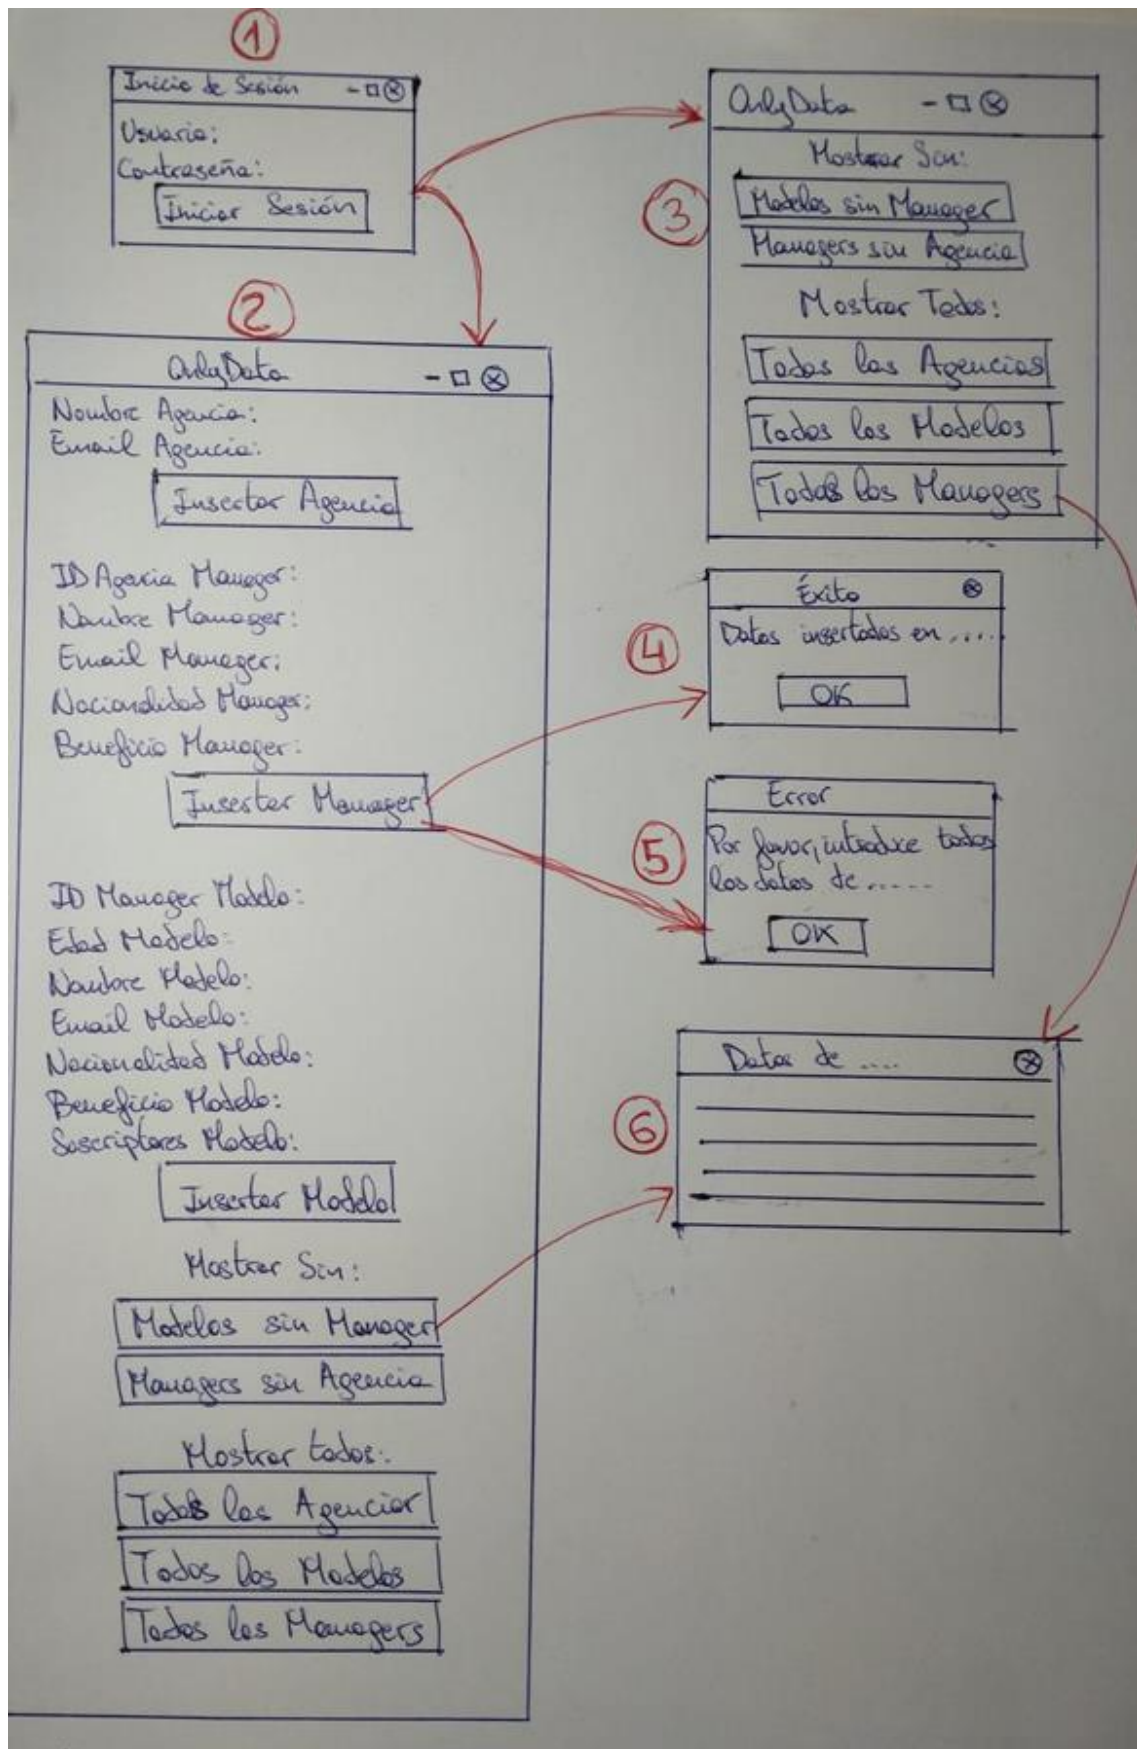 1
Inicio de Sesión
Usuario:
Contraseña:
Iniciar Sesión
2
OnlyData
Nombre Agencia:
Email Agencia:
Insertar Agencia
ID Agencia Manager:
Nombre Manager:
Email Manager:
Nacionalidad Manager:
Beneficio Manager:
Insertar Manager
ID Manager Modelo:
Edad Modelo:
Nombre Modelo:
Email Modelo:
Nacionalidad Modelo:
Beneficio Modelo:
Suscriptores Modelo:
Insertar Modelo
Mostrar Sin:
Modelos sin Manager
Managers sin Agencia
Mostrar todos:
Todas las Agencias
Todos los Modelos
Todos los Managers
3
OnlyData
Mostrar Sin:
Modelos sin Manager
Managers sin Agencia
Mostrar Todos:
Todas las Agencias
Todos los Modelos
Todos los Managers
4
Éxito
Datos insertados en .....
OK
5
Error
Por favor, introduce todos
los datos de .....
OK
6
Datos de ....